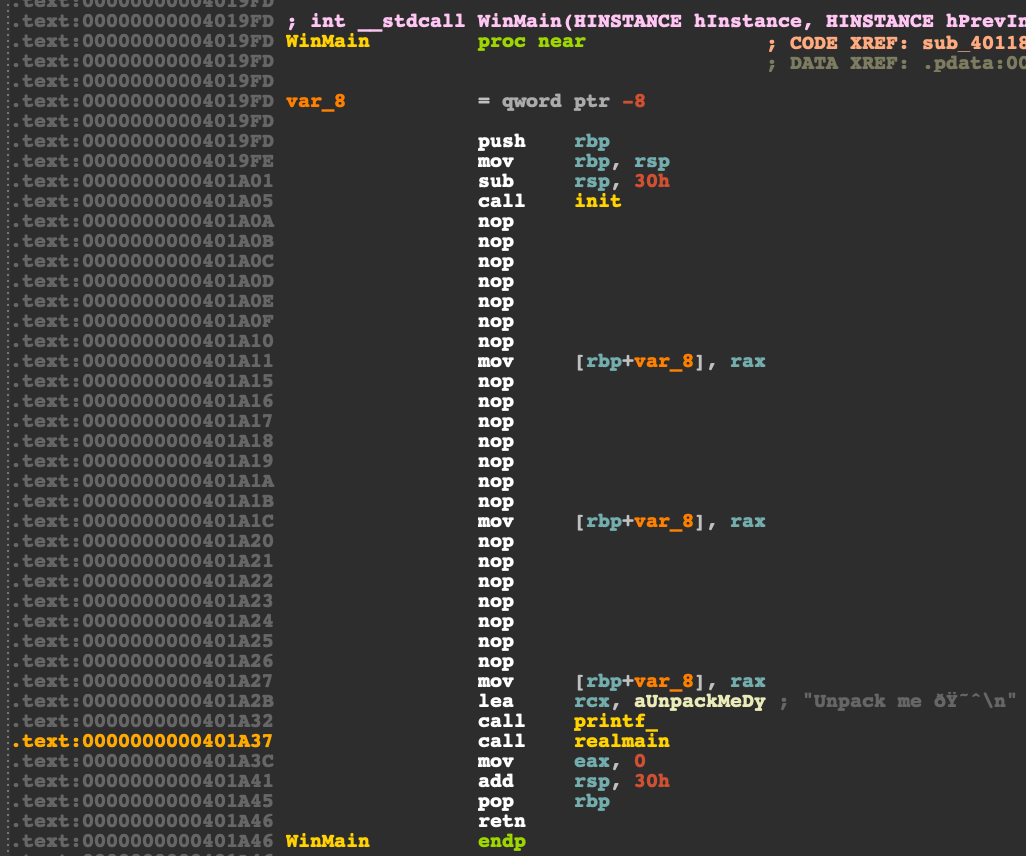 .text:00000000004019FD
.text:00000000004019FD ; int __stdcall WinMain(HINSTANCE hInstance, HINSTANCE hPrevIn
.text:00000000004019FD WinMain proc near ; CODE XREF: sub_40118
.text:00000000004019FD ; DATA XREF: .pdata:00
.text:00000000004019FD
.text:00000000004019FD var_8 = qword ptr -8
.text:00000000004019FD
.text:00000000004019FD push rbp
.text:00000000004019FE mov rbp, rsp
.text:0000000000401A01 sub rsp, 30h
.text:0000000000401A05 call init
.text:0000000000401A0A nop
.text:0000000000401A0B nop
.text:0000000000401A0C nop
.text:0000000000401A0D nop
.text:0000000000401A0E nop
.text:0000000000401A0F nop
.text:0000000000401A10 nop
.text:0000000000401A11 mov [rbp+var_8], rax
.text:0000000000401A15 nop
.text:0000000000401A16 nop
.text:0000000000401A17 nop
.text:0000000000401A18 nop
.text:0000000000401A19 nop
.text:0000000000401A1A nop
.text:0000000000401A1B nop
.text:0000000000401A1C mov [rbp+var_8], rax
.text:0000000000401A20 nop
.text:0000000000401A21 nop
.text:0000000000401A22 nop
.text:0000000000401A23 nop
.text:0000000000401A24 nop
.text:0000000000401A25 nop
.text:0000000000401A26 nop
.text:0000000000401A27 mov [rbp+var_8], rax
.text:0000000000401A2B lea rcx, aUnpackMeDy ; "Unpack me ðŸ˜ˆ\n"
.text:0000000000401A32 call printf_
.text:0000000000401A37 call realmain
.text:0000000000401A3C mov eax, 0
.text:0000000000401A41 add rsp, 30h
.text:0000000000401A45 pop rbp
.text:0000000000401A46 retn
.text:0000000000401A46 WinMain endp